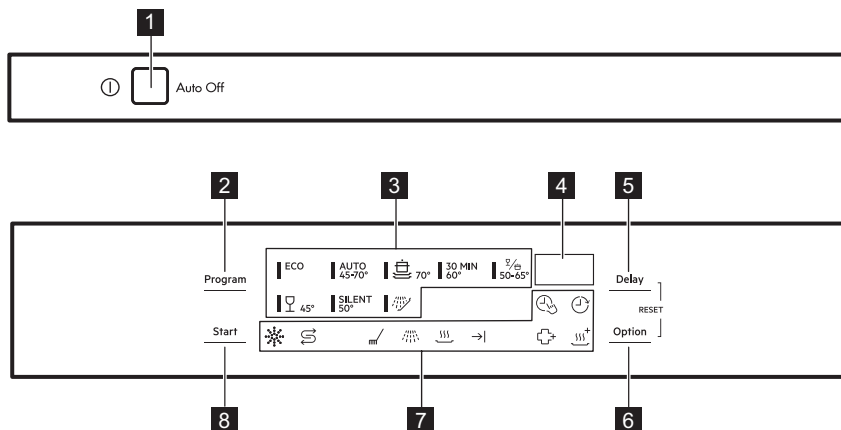 1
Auto Off
2 3 4 5
ECO AUTO 45-70° 70° 30 MIN 60° 50-65°
Program Delay
45° SILENT 50°
RESET
Start Option
8 7 6